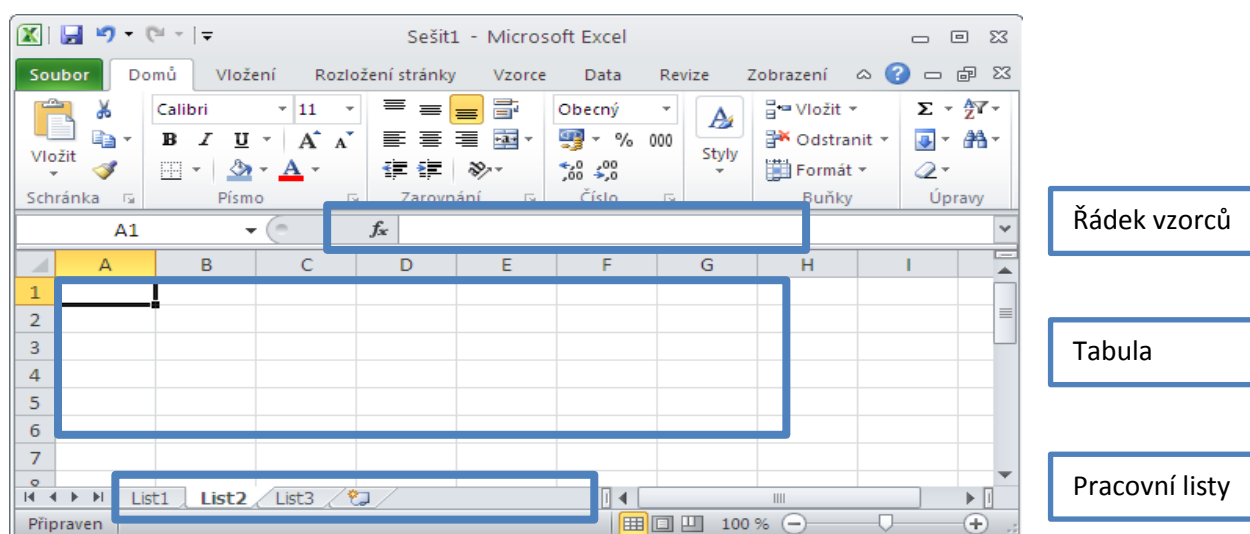 Sešit1 - Microsoft Excel
Soubor Domů Vložení Rozložení stránky Vzorce Data Revize Zobrazení
Calibri 11 Obecný Vložit Σ
B I U A A % 000 Styly Odstranit
Vložit A Formát
Schránka Písmo Zarovnání Číslo Buňky Úpravy
Řádek vzorců
A1 fx
A B C D E F G H I
1
2
3
Tabula
4
5
6
7
Pracovní listy
List1 List2 List3
Připraven 100 %